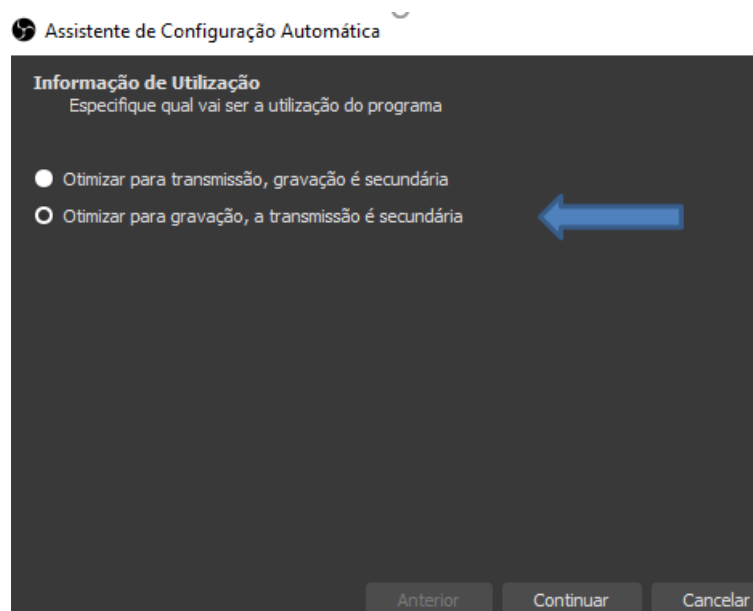 Assistente de Configuração Automática
Informação de Utilização
Especifique qual vai ser a utilização do programa
Otimizar para transmissão, gravação é secundária
Otimizar para gravação, a transmissão é secundária
Anterior Continuar Cancelar